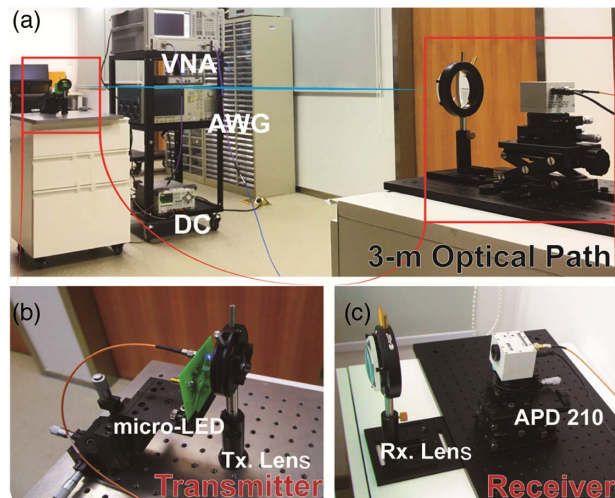 (a)
VNA
AWG
DC
3-m Optical Path
(b)
micro-LED
Tx. Lens
Transmitter
(c)
APD 210
Rx. Lens
Receiver